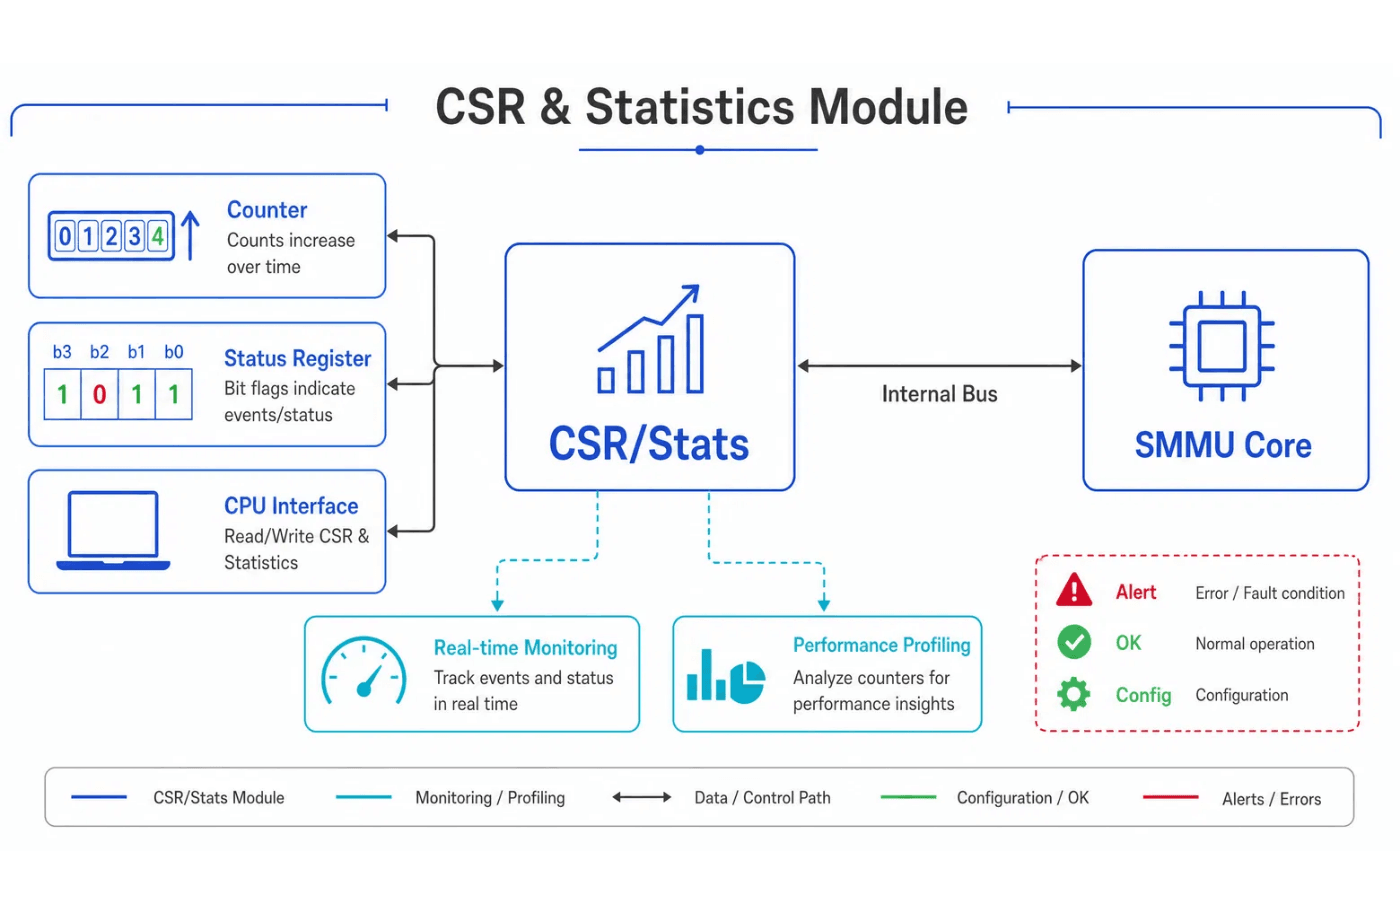 CSR & Statistics Module
01234
Counter
Counts increase
over time
b3 b2 b1 b0
1 0 1 1
Status Register
Bit flags indicate
events/status
CPU Interface
Read/Write CSR &
Statistics
CSR/Stats
Internal Bus
SMMU Core
Real-time Monitoring
Track events and status
in real time
Performance Profiling
Analyze counters for
performance insights
Alert Error / Fault condition
OK Normal operation
Config Configuration
CSR/Stats Module Monitoring / Profiling Data / Control Path Configuration / OK Alerts / Errors